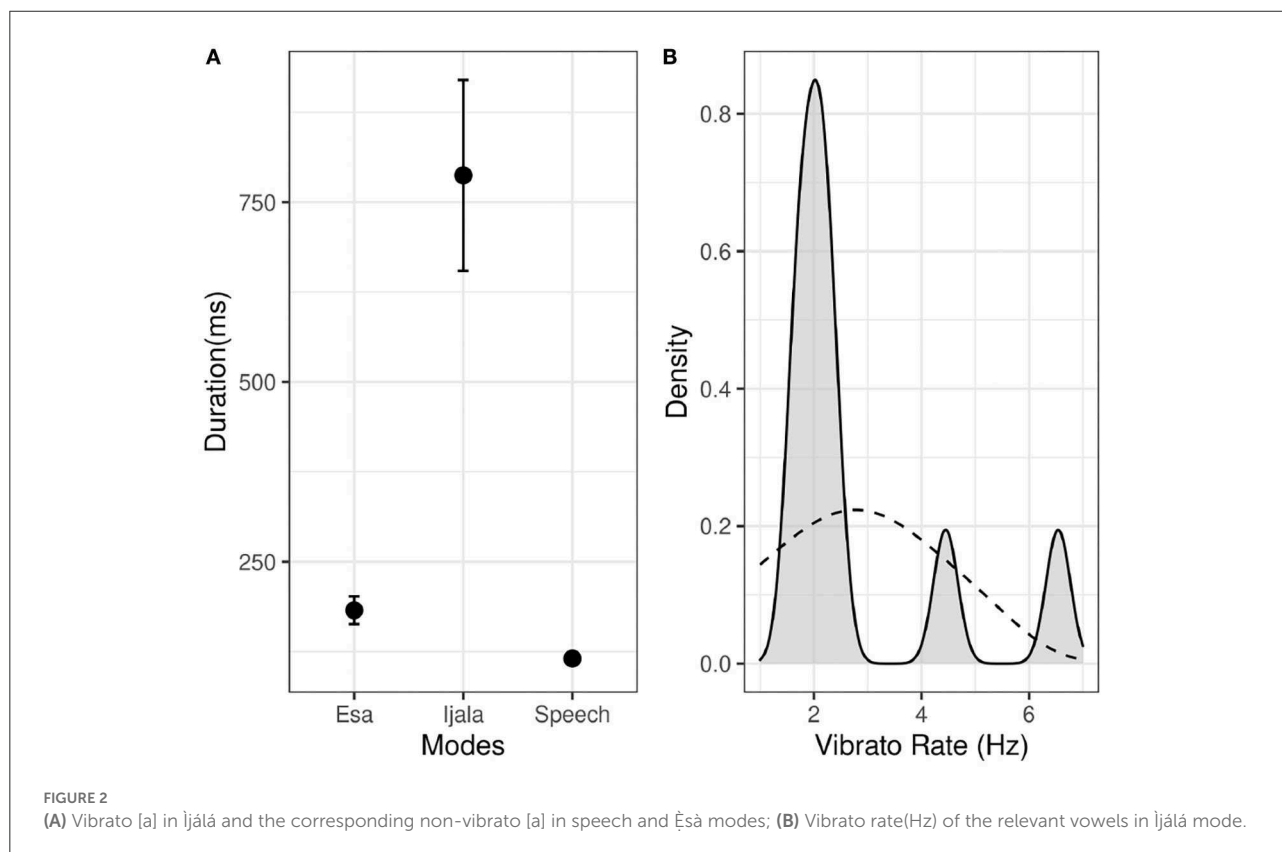 A
Duration(ms)
750
500
250
Esa Ijala Speech
Modes
B
Density
0.8
0.6
0.4
0.2
0.0
2 4 6
Vibrato Rate (Hz)
FIGURE 2
(A) Vibrato [a] in Ìjálá and the corresponding non-vibrato [a] in speech and Ẹ̀sà modes; (B) Vibrato rate(Hz) of the relevant vowels in Ìjálá mode.